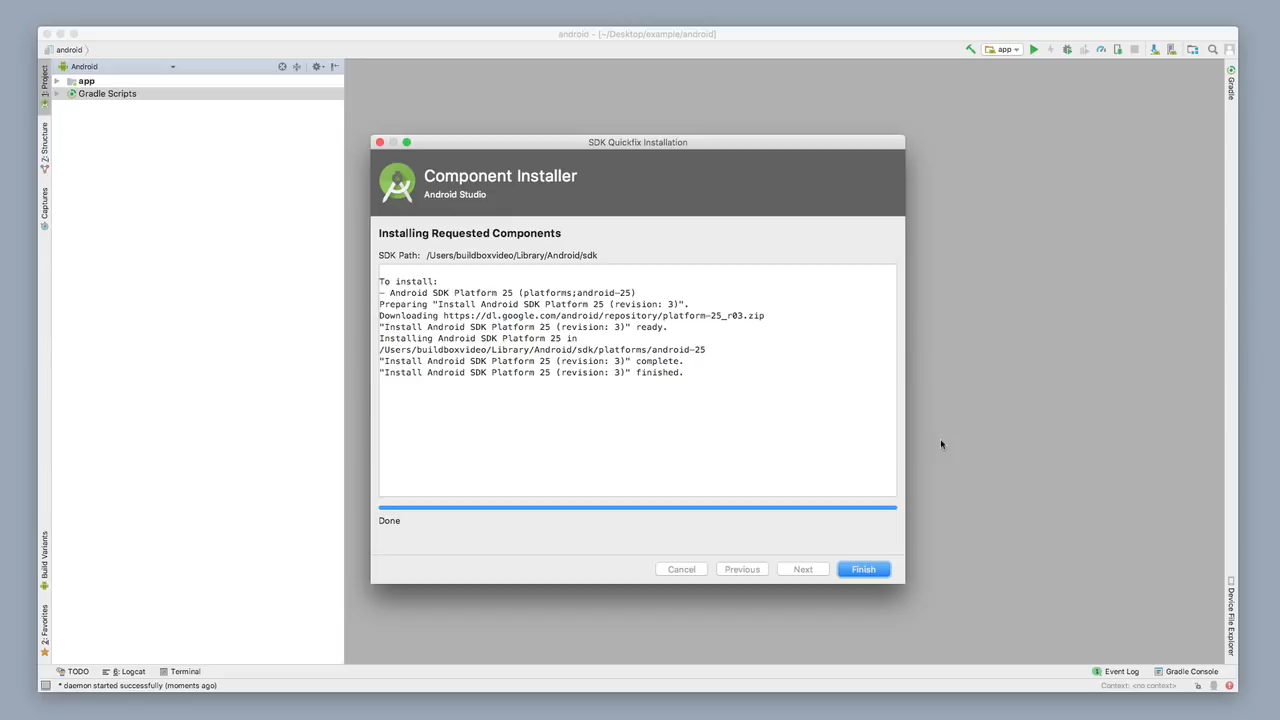 android - [~/Desktop/example/android]
android
app
Android
1: Project
app
Gradle Scripts
Z: Structure
Captures
Build Variants
2: Favorites
Gradle
Device File Explorer
SDK Quickfix Installation
Component Installer
Android Studio
Installing Requested Components
SDK Path: /Users/buildboxvideo/Library/Android/sdk
To install:
- Android SDK Platform 25 (platforms;android-25)
Preparing "Install Android SDK Platform 25 (revision: 3)".
Downloading https://dl.google.com/android/repository/platform-25_r03.zip
"Install Android SDK Platform 25 (revision: 3)" ready.
Installing Android SDK Platform 25 in
/Users/buildboxvideo/Library/Android/sdk/platforms/android-25
"Install Android SDK Platform 25 (revision: 3)" complete.
"Install Android SDK Platform 25 (revision: 3)" finished.
Done
Cancel
Previous
Next
Finish
TODO
6: Logcat
Terminal
1 Event Log
Gradle Console
* daemon started successfully (moments ago)
Context: <no context>